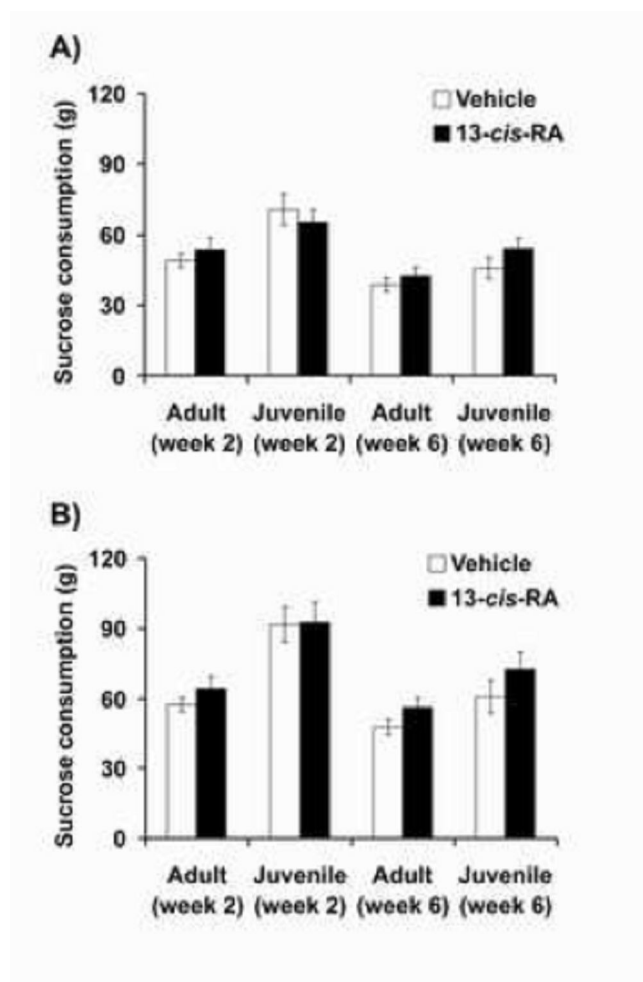 A)
Sucrose consumption (g)
120
90
60
30
0
Vehicle
13-cis-RA
Adult Juvenile Adult Juvenile
(week 2) (week 2) (week 6) (week 6)
B)
Sucrose consumption (g)
120
90
60
30
0
Vehicle
13-cis-RA
Adult Juvenile Adult Juvenile
(week 2) (week 2) (week 6) (week 6)